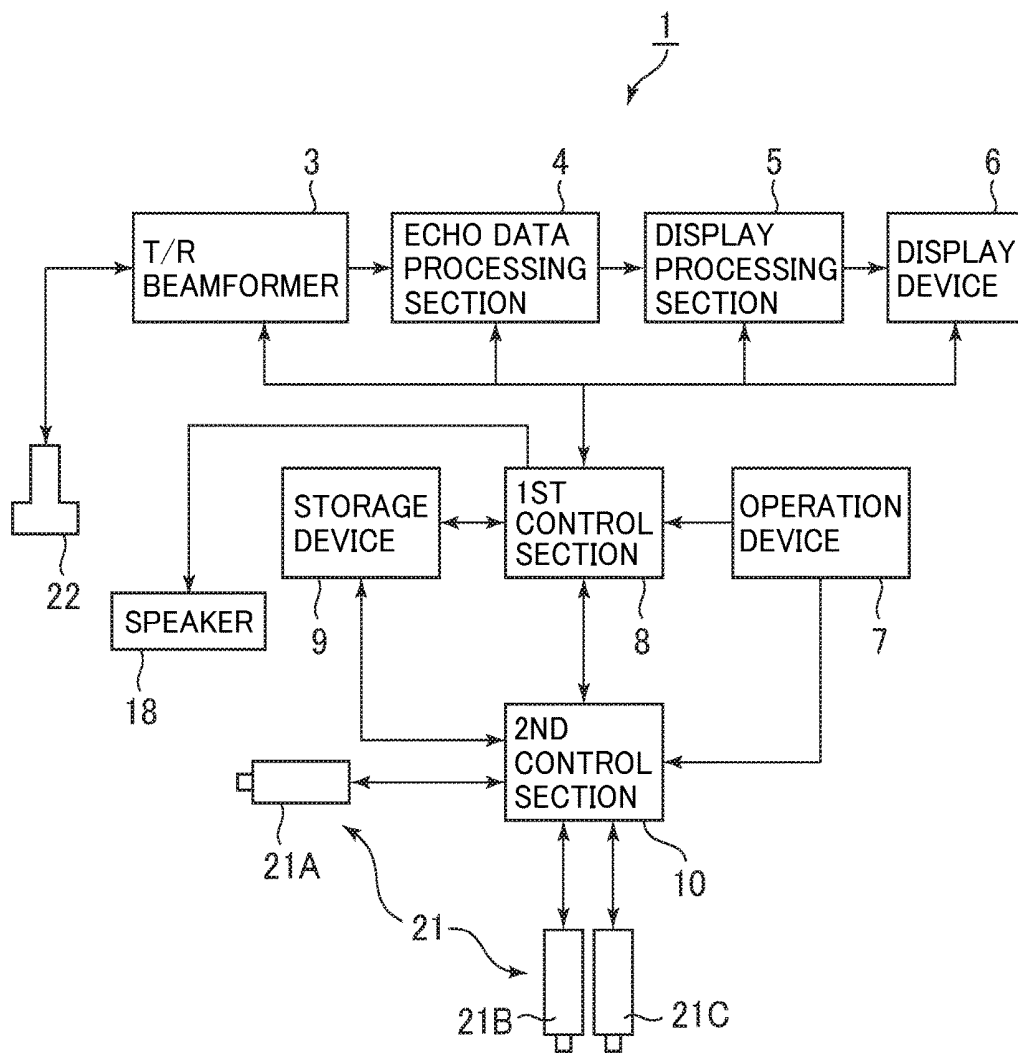 1
3
4
5
6
T/R
BEAMFORMER
ECHO DATA
PROCESSING
SECTION
DISPLAY
PROCESSING
SECTION
DISPLAY
DEVICE
22
STORAGE
DEVICE
1ST
CONTROL
SECTION
OPERATION
DEVICE
SPEAKER
9
8
7
18
2ND
CONTROL
SECTION
21A
10
21
21B
21C